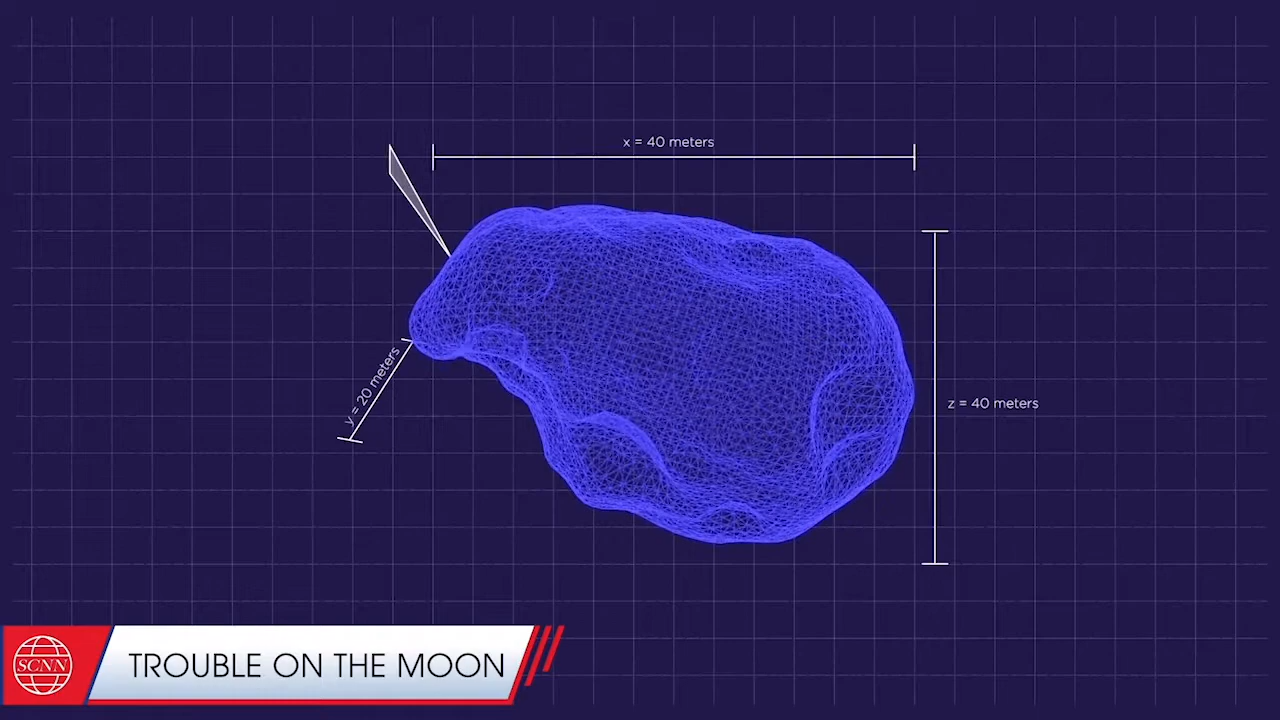 x = 40 meters
y = 20 meters
z = 40 meters
SCNN
TROUBLE ON THE MOON